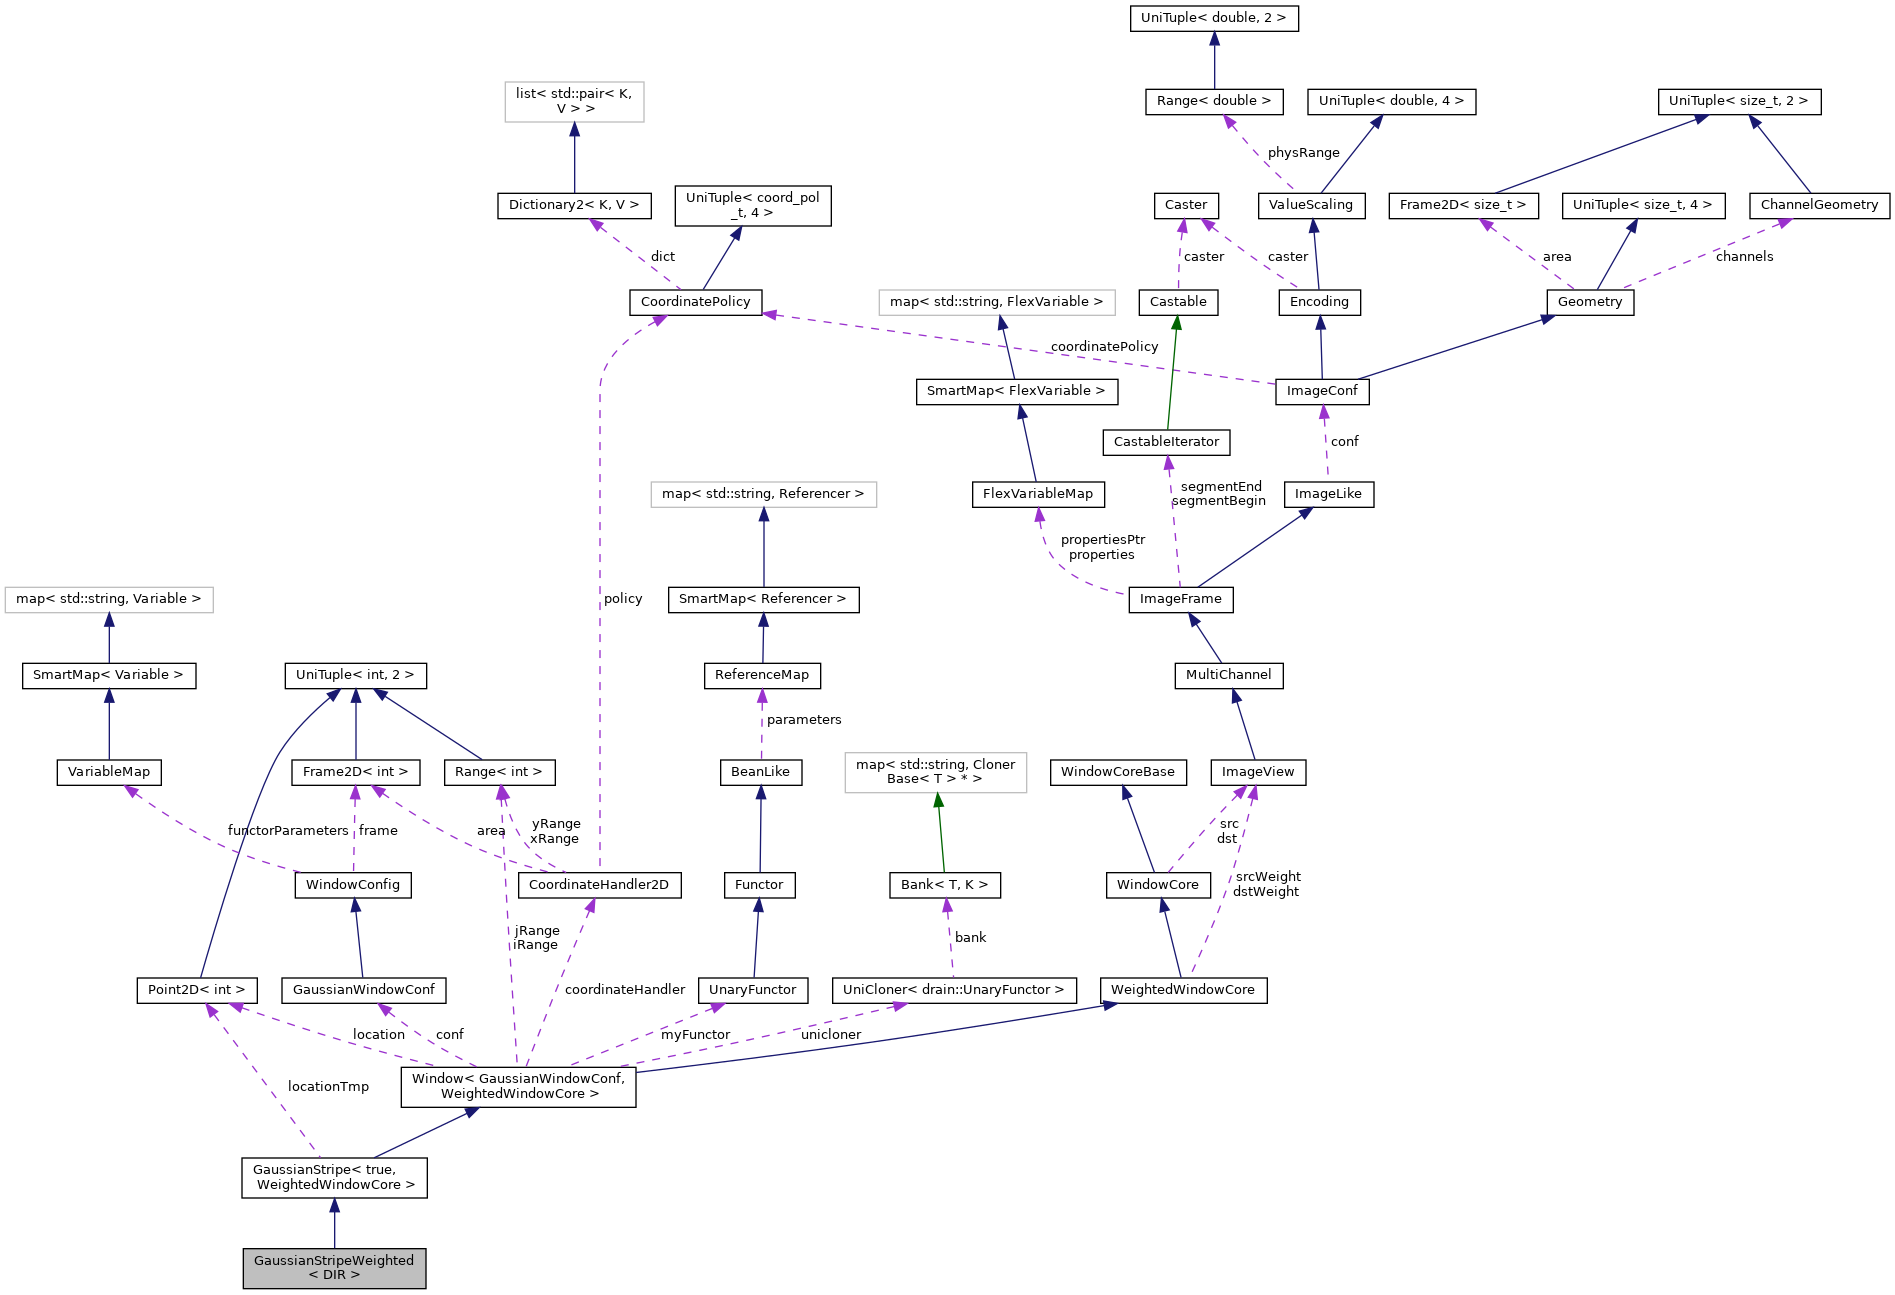 UniTuple< double, 2 >
list< std::pair< K,
V > >
Range< double >
UniTuple< double, 4 >
UniTuple< size_t, 2 >
physRange
Dictionary2< K, V >
UniTuple< coord_pol
_t, 4 >
Caster
ValueScaling
Frame2D< size_t >
UniTuple< size_t, 4 >
ChannelGeometry
dict
caster
caster
area
channels
CoordinatePolicy
map< std::string, FlexVariable >
Castable
Encoding
Geometry
coordinatePolicy
SmartMap< FlexVariable >
ImageConf
CastableIterator
conf
map< std::string, Referencer >
FlexVariableMap
segmentEnd
segmentBegin
ImageLike
propertiesPtr
properties
map< std::string, Variable >
policy
SmartMap< Referencer >
ImageFrame
SmartMap< Variable >
UniTuple< int, 2 >
ReferenceMap
MultiChannel
parameters
VariableMap
Frame2D< int >
Range< int >
BeanLike
map< std::string, Cloner
Base< T > * >
WindowCoreBase
ImageView
functorParameters
frame
area
yRange
xRange
src
dst
WindowConfig
CoordinateHandler2D
Functor
Bank< T, K >
WindowCore
srcWeight
dstWeight
jRange
iRange
bank
Point2D< int >
GaussianWindowConf
coordinateHandler
UnaryFunctor
UniCloner< drain::UnaryFunctor >
WeightedWindowCore
location
conf
myFunctor
unicloner
locationTmp
Window< GaussianWindowConf,
WeightedWindowCore >
GaussianStripe< true,
WeightedWindowCore >
GaussianStripeWeighted
< DIR >